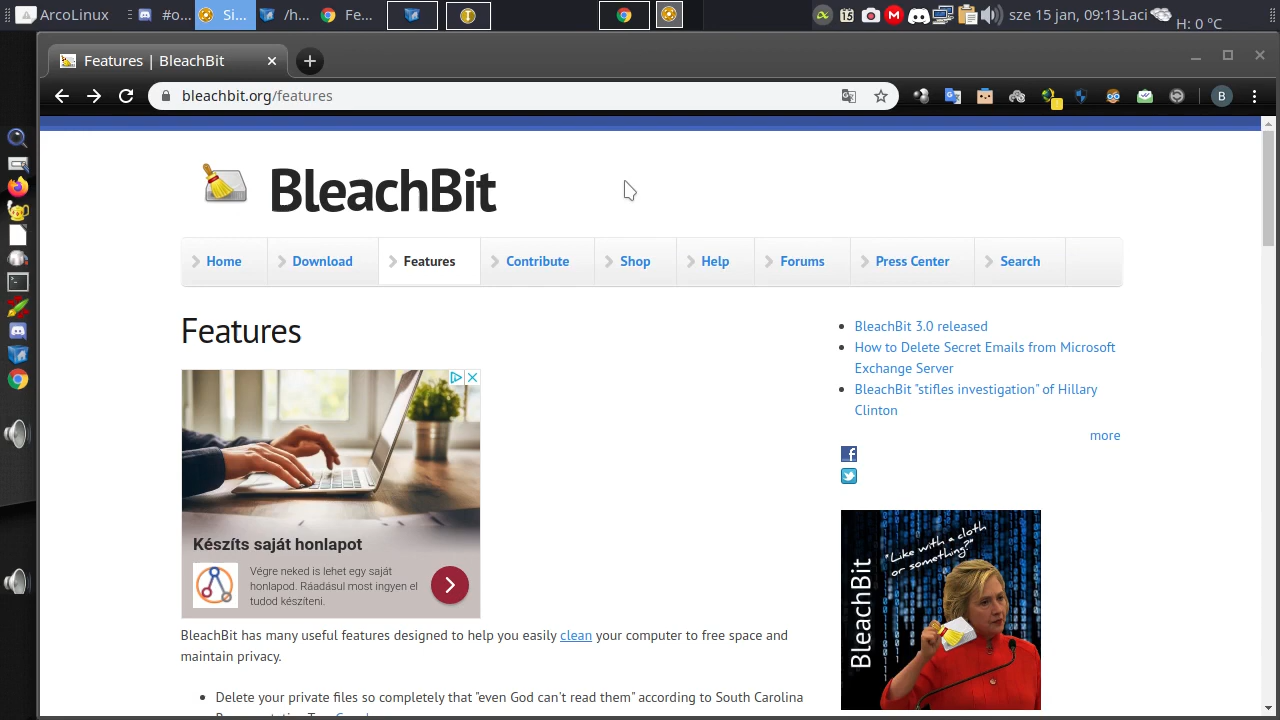 ArcoLinux
#o...
Si...
/h...
Fe...
15
sze 15 jan, 09:13
Laci
H: 0 °C
Features | BleachBit
bleachbit.org/features
B
BleachBit
Home
Download
Features
Contribute
Shop
Help
Forums
Press Center
Search
Features
Készíts saját honlapot
Végre neked is lehet egy saját
honlapod. Ráadásul most ingyen el
tudod készíteni.
BleachBit has many useful features designed to help you easily clean your computer to free space and
maintain privacy.
Delete your private files so completely that "even God can't read them" according to South Carolina
BleachBit 3.0 released
How to Delete Secret Emails from Microsoft
Exchange Server
BleachBit "stifles investigation" of Hillary
Clinton
more
BleachBit
"Like with a cloth
or something?"